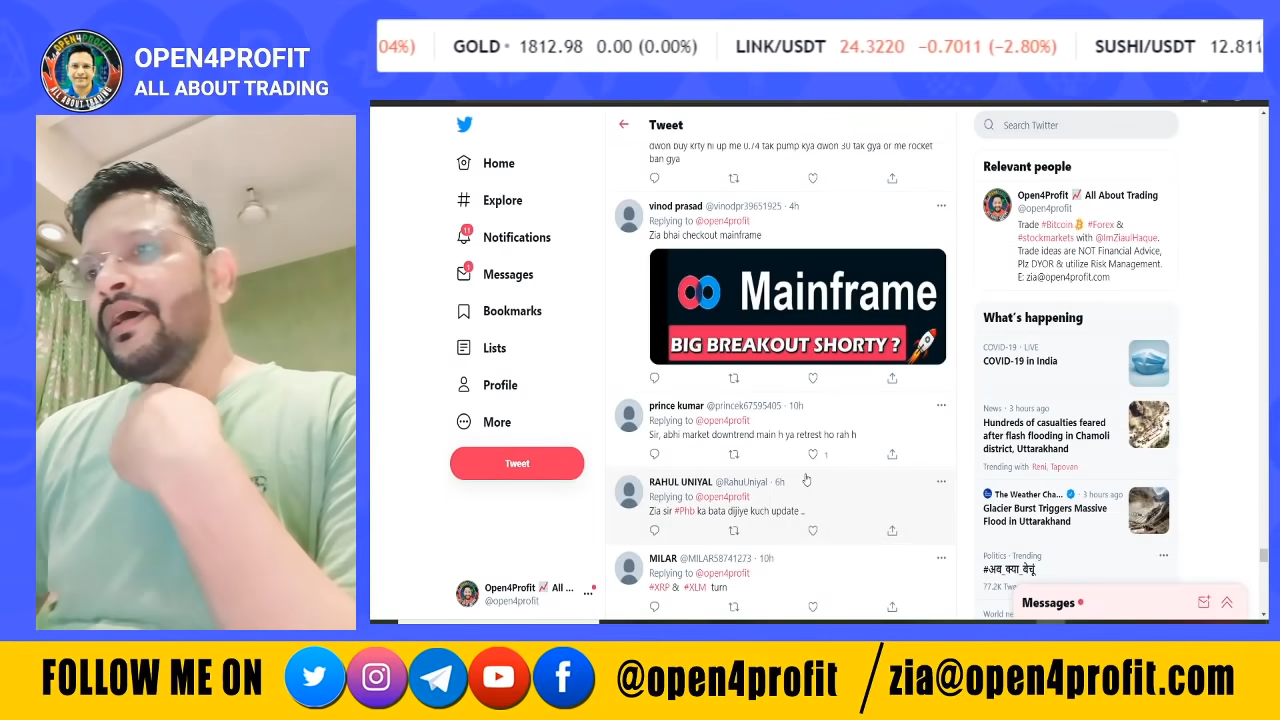 OPEN4PROFIT
ALL ABOUT TRADING
OPEN4PROFIT
ALL ABOUT TRADING
04%) GOLD 1812.98 0.00 (0.00%) LINK/USDT 24.3220 −0.7011 (−2.80%) SUSHI/USDT 12.811
Home
Explore
11
Notifications
1
Messages
Bookmarks
Lists
Profile
More
Tweet
Open4Profit 📈 All ...
@open4profit
Tweet
dwon buy krty hi up me 0.74 tak pump kya dwon 30 tak gya or me rocket
ban gya
vinod prasad @vinodpr39651925 · 4h
Replying to @open4profit
Zia bhai checkout mainframe
Mainframe
BIG BREAKOUT SHORTY ?
prince kumar @princek67595405 · 10h
Replying to @open4profit
Sir, abhi market downtrend main h ya retrest ho rah h
1
RAHUL UNIYAL @RahuUniyal · 6h
Replying to @open4profit
Zia sir #Phb ka bata dijiye kuch update ..
MILAR @MILAR58741273 · 10h
Replying to @open4profit
#XRP & #XLM turn
Search Twitter
Relevant people
Open4Profit 📈 All About Trading
@open4profit
Trade #Bitcoin #Forex &
#stockmarkets with @ImZiaulHaque.
Trade ideas are NOT Financial Advice,
Plz DYOR & utilize Risk Management.
E: zia@open4profit.com
What's happening
COVID-19 · LIVE
COVID-19 in India
News · 3 hours ago
Hundreds of casualties feared
after flash flooding in Chamoli
district, Uttarakhand
Trending with Reni, Tapovan
The Weather Cha... · 3 hours ago
Glacier Burst Triggers Massive
Flood in Uttarakhand
Politics · Trending
#अब_क्या_बेचूं
77.2K Twe
World ne
Messages
FOLLOW ME ON @open4profit / zia@open4profit.com